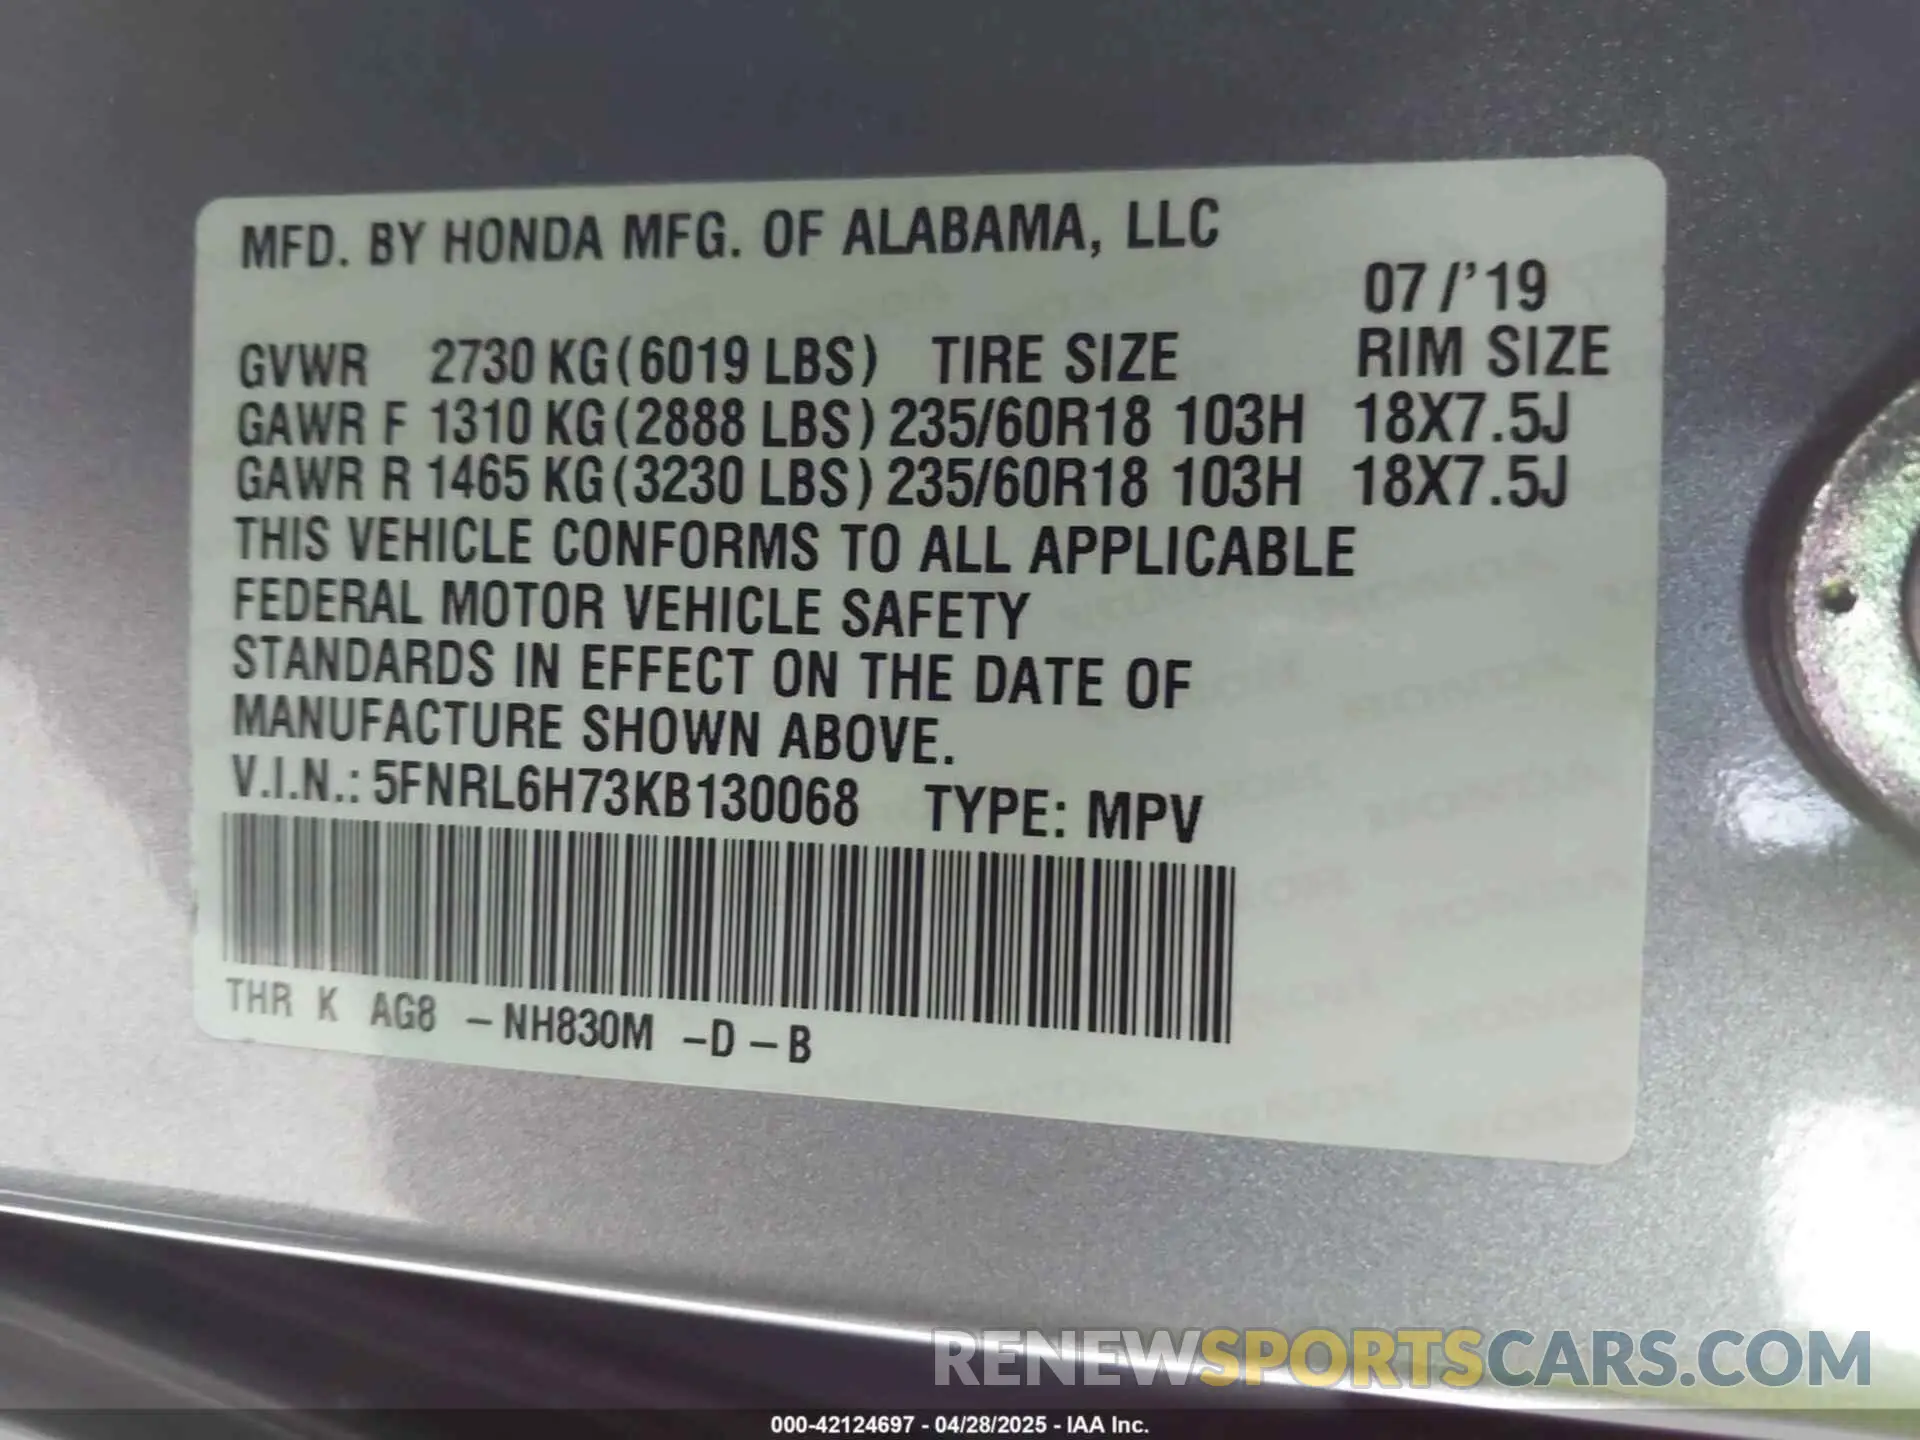 MFD. BY HONDA MFG. OF ALABAMA, LLC
07/'19
GVWR 2730 KG (6019 LBS) TIRE SIZE RIM SIZE
GAWR F 1310 KG (2888 LBS) 235/60R18 103H 18X7.5J
GAWR R 1465 KG (3230 LBS) 235/60R18 103H 18X7.5J
THIS VEHICLE CONFORMS TO ALL APPLICABLE
FEDERAL MOTOR VEHICLE SAFETY
STANDARDS IN EFFECT ON THE DATE OF
MANUFACTURE SHOWN ABOVE.
V.I.N.: 5FNRL6H73KB130068 TYPE: MPV
THR K AG8 -NH830M -D-B
RENEWSPORTSCARS.COM
000-42124697 - 04/28/2025 - IAA Inc.